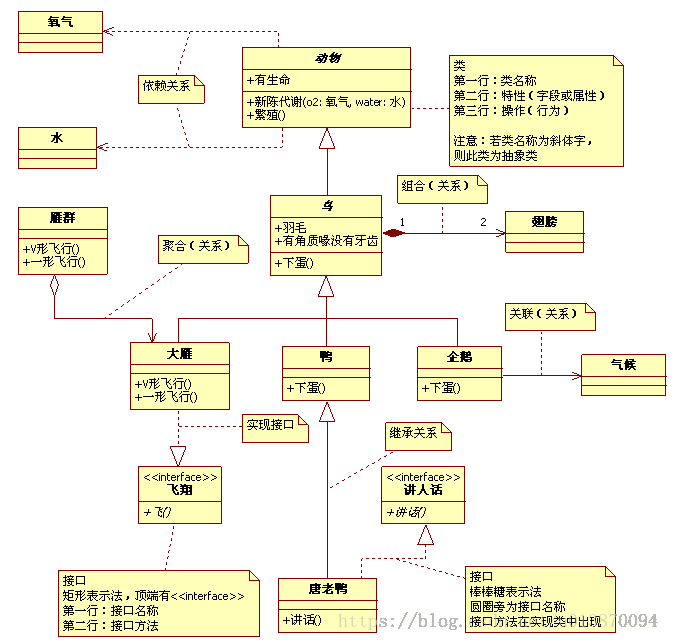 氧气
动物
+有生命
+新陈代谢(o2: 氧气, water: 水)
+繁殖()
类
第一行：类名称
第二行：特性（字段或属性）
第三行：操作（行为）
注意：若类名称为斜体字，
则此类为抽象类
依赖关系
水
组合（关系）
鸟
+羽毛
+有角质喙没有牙齿
+下蛋()
1
2
翅膀
雁群
+V形飞行()
+一形飞行()
聚合（关系）
关联（关系）
大雁
+V形飞行()
+一形飞行()
鸭
+下蛋()
企鹅
+下蛋()
气候
实现接口
继承关系
<<interface>>
飞翔
+飞()
<<interface>>
讲人话
+讲话()
接口
矩形表示法，顶端有<<interface>>
第一行：接口名称
第二行：接口方法
唐老鸭
+讲话()
接口
棒棒糖表示法
圆圈旁为接口名称
接口方法在实现类中出现